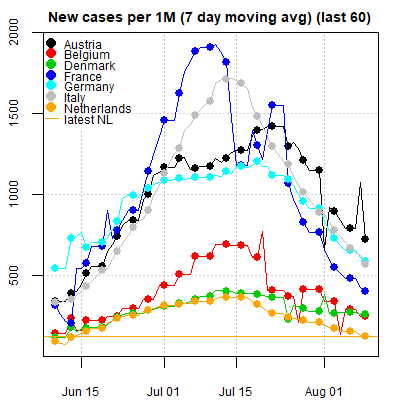 New cases per 1M (7 day moving avg) (last 60)
2000
1500
1000
500
Austria
Belgium
Denmark
France
Germany
Italy
Netherlands
latest NL
Jun 15
Jul 01
Jul 15
Aug 01